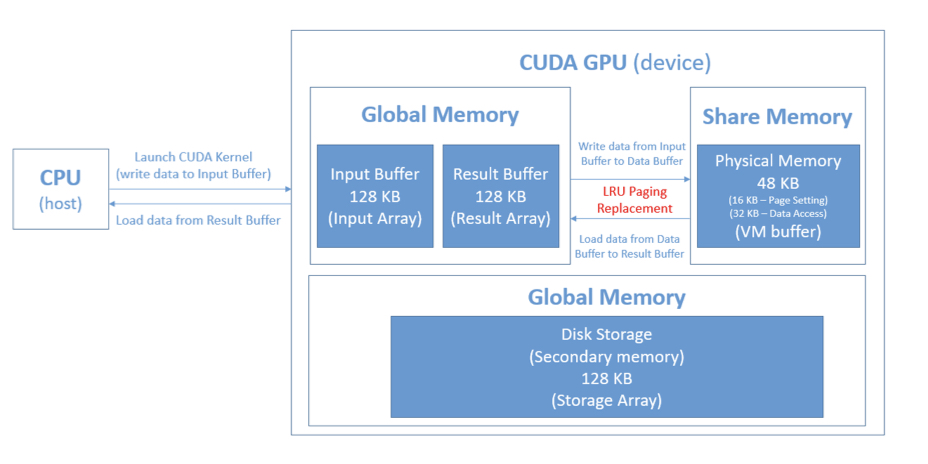 CUDA GPU (device)
Global Memory
Share Memory
CPU
(host)
Launch CUDA Kernel
(write data to Input Buffer)
Load data from Result Buffer
Input Buffer
128 KB
(Input Array)
Result Buffer
128 KB
(Result Array)
Write data from Input
Buffer to Data Buffer
LRU Paging
Replacement
Load data from Data
Buffer to Result Buffer
Physical Memory
48 KB
(16 KB – Page Setting)
(32 KB – Data Access)
(VM buffer)
Global Memory
Disk Storage
(Secondary memory)
128 KB
(Storage Array)